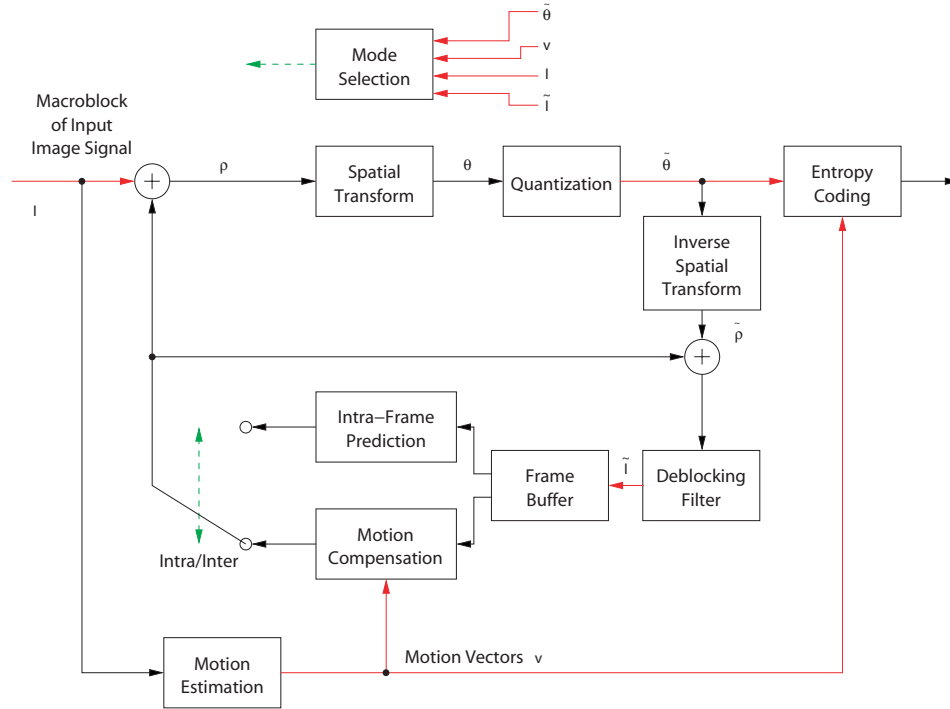 θ̃
v
I
Ĩ
Mode
Selection
Macroblock
of Input
Image Signal
I
+
ρ
Spatial
Transform
θ
Quantization
θ̃
Entropy
Coding
Inverse
Spatial
Transform
ρ̃
+
Intra−Frame
Prediction
Frame
Buffer
Ĩ
Deblocking
Filter
Motion
Compensation
Intra/Inter
Motion
Estimation
Motion Vectors v